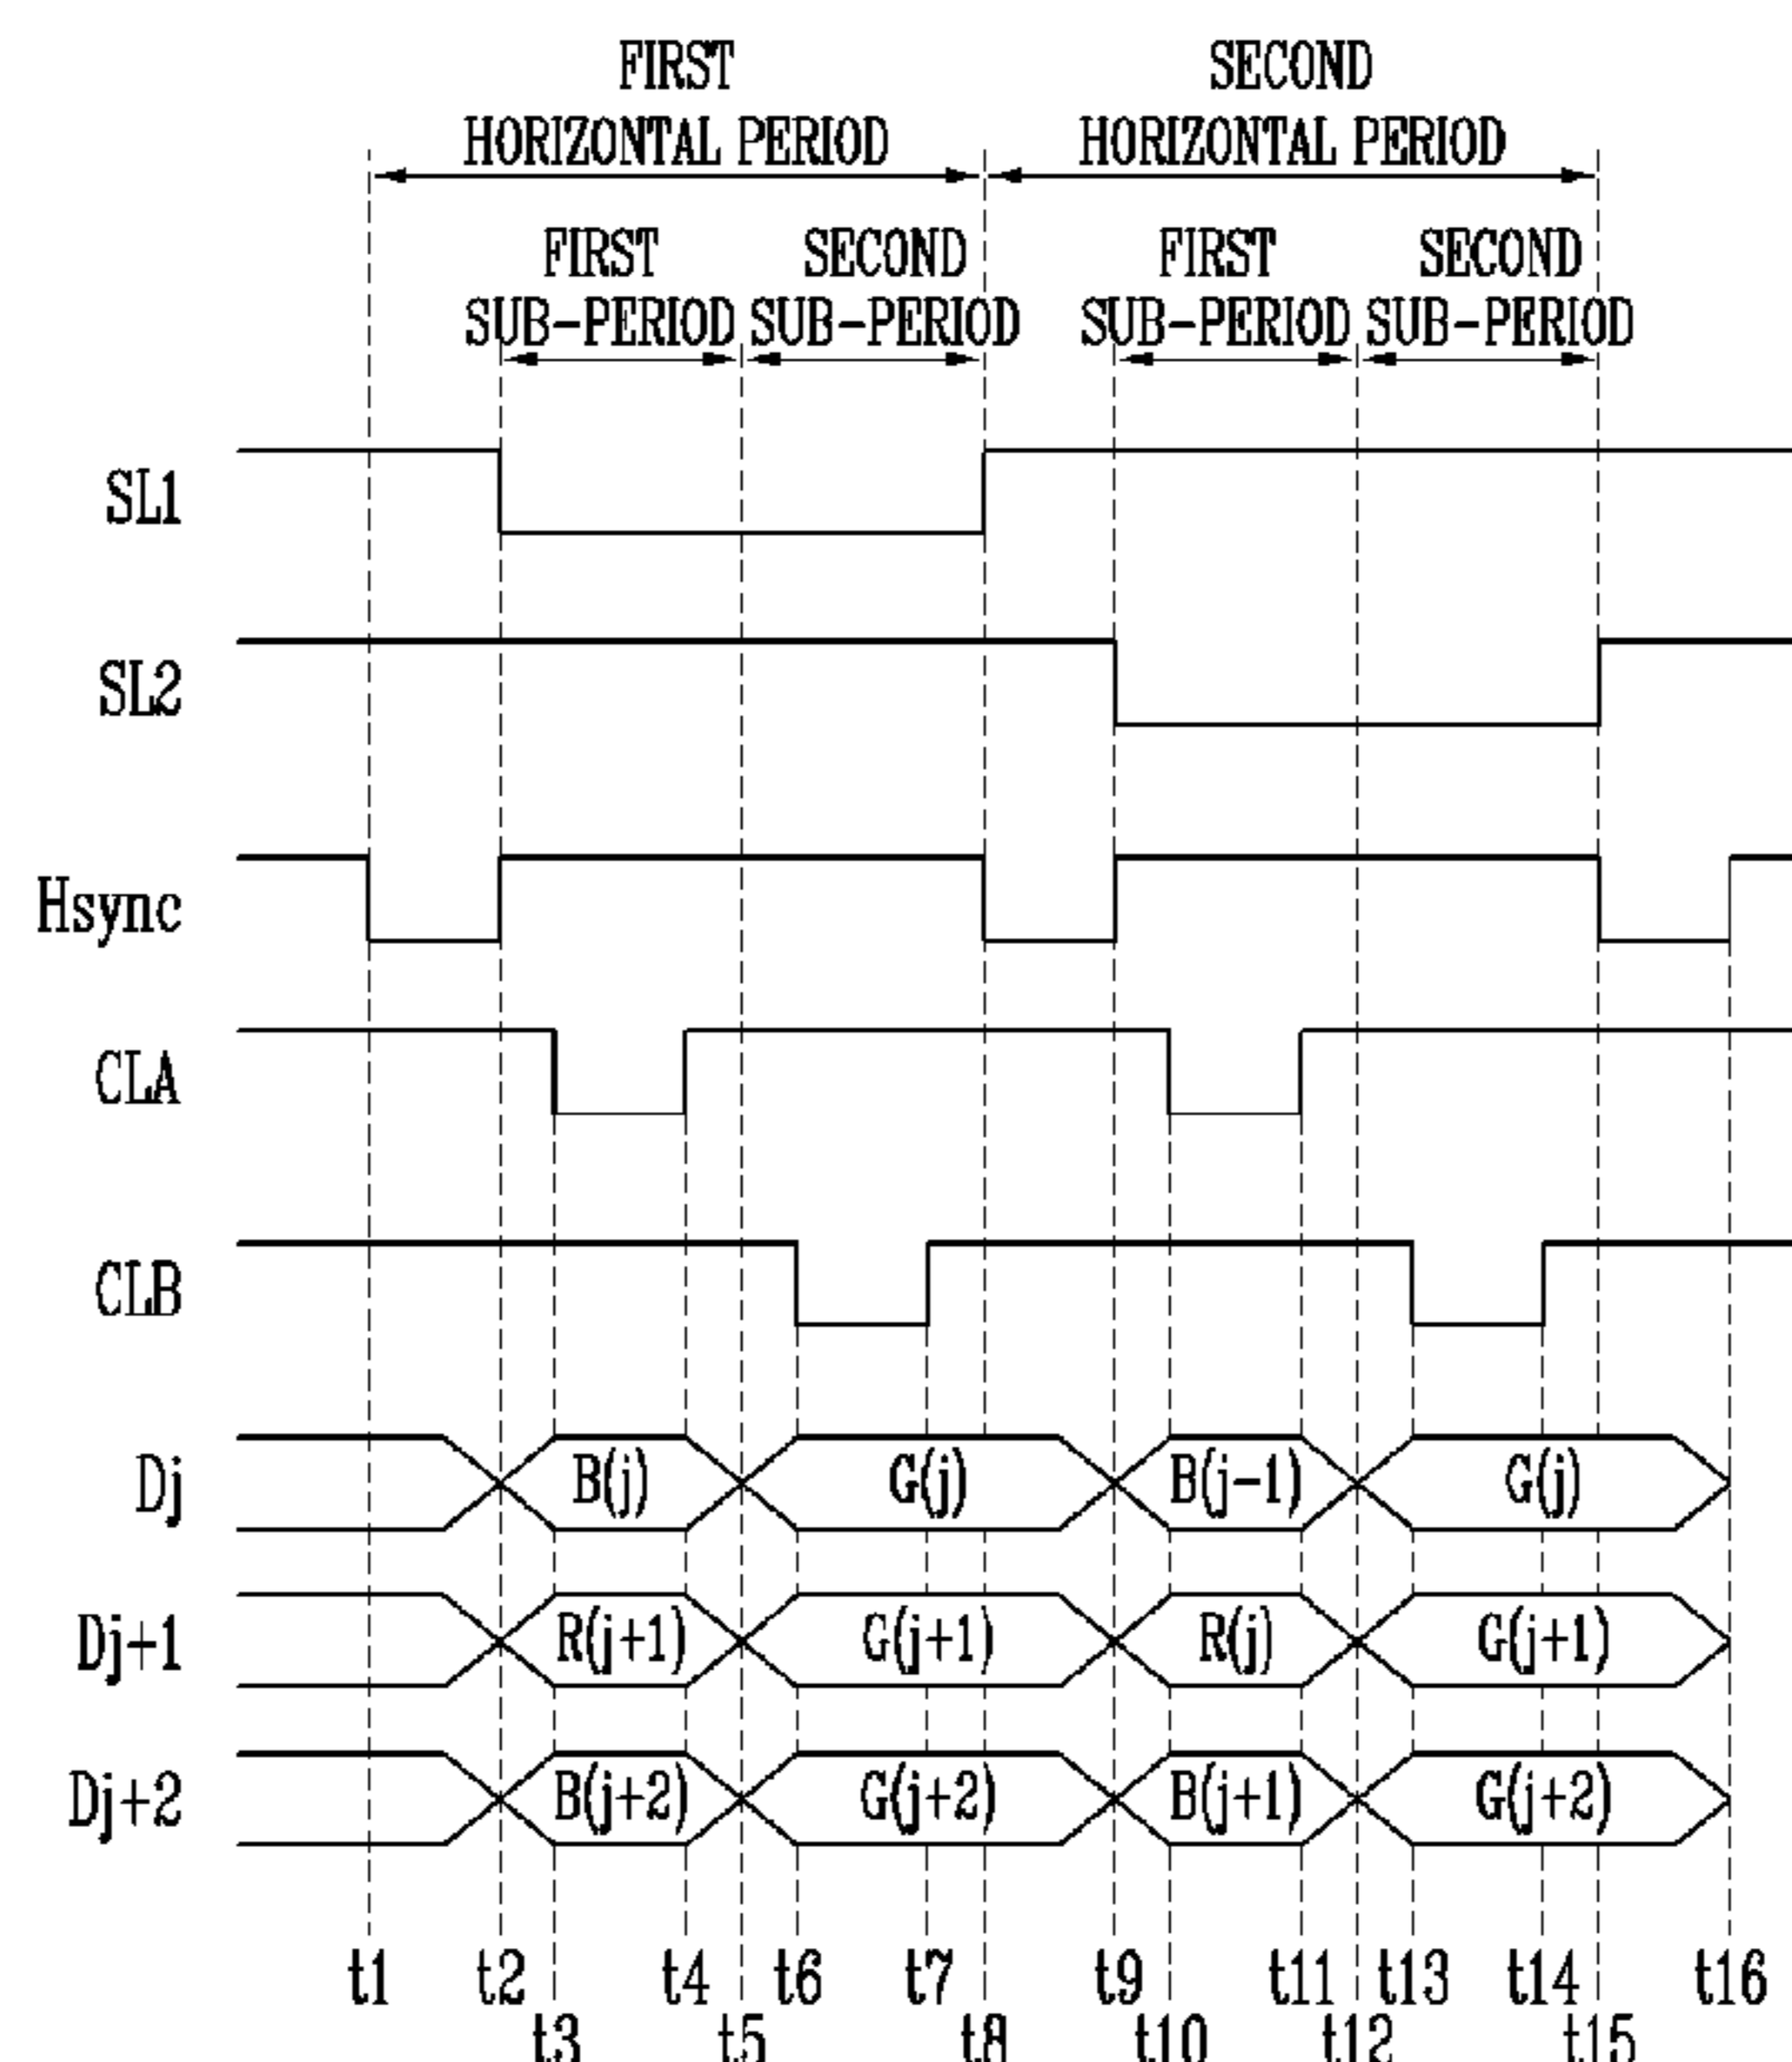 FIRST
HORIZONTAL PERIOD
SECOND
HORIZONTAL PERIOD
FIRST
SUB-PERIOD
SECOND
SUB-PERIOD
FIRST
SUB-PERIOD
SECOND
SUB-PERIOD
SL1
SL2
Hsync
CLA
CLB
Dj B(j) G(j) B(j-1) G(j)
Dj+1 R(j+1) G(j+1) R(j) G(j+1)
Dj+2 B(j+2) G(j+2) B(j+1) G(j+2)
t1 t2 t4 t6 t7 t9 t11 t13 t14 t16
t3 t5 t8 t10 t12 t15